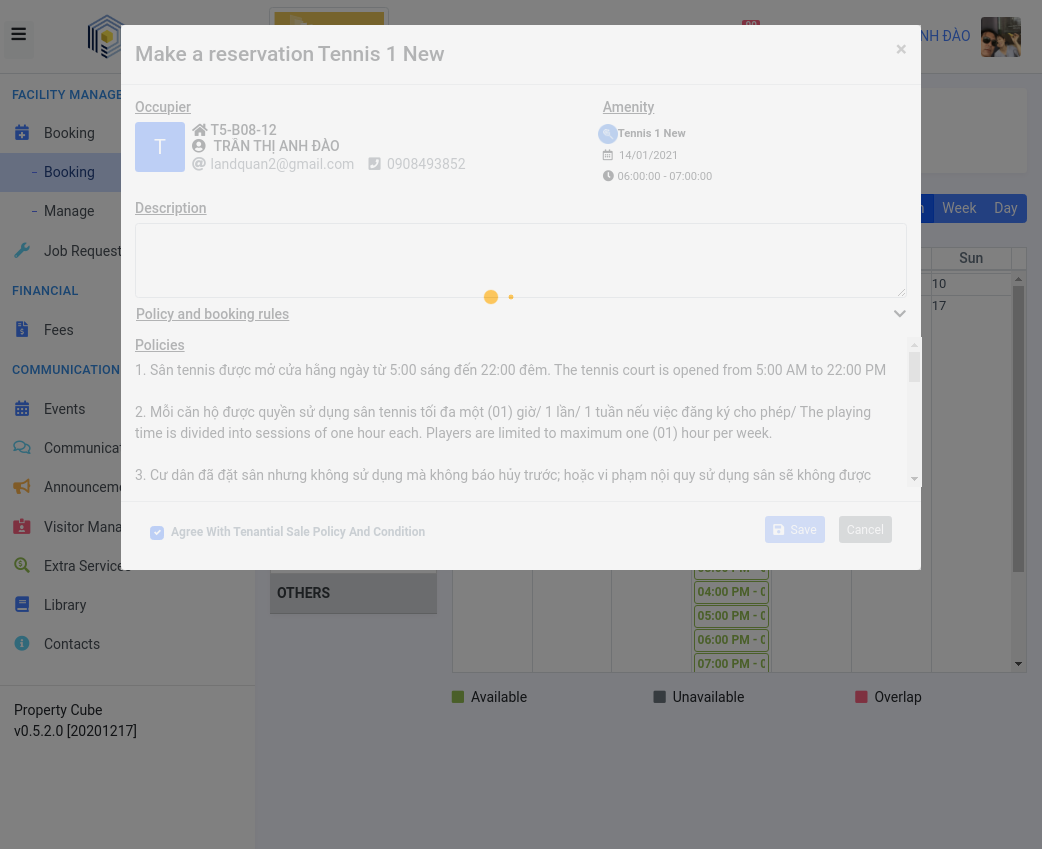 Make a reservation Tennis 1 New
×
NH ĐÀO
FACILITY MANAGE
Booking
Booking
Manage
Job Request
FINANCIAL
Fees
COMMUNICATION
Events
Communica
Announceme
Visitor Mana
Extra Services
Library
Contacts
Property Cube
v0.5.2.0 [20201217]
Occupier
Amenity
T
T5-B08-12
TRẦN THỊ ANH ĐÀO
@ landquan2@gmail.com 0908493852
Tennis 1 New
14/01/2021
06:00:00 - 07:00:00
Description
Policy and booking rules
Policies
1. Sân tennis được mở cửa hằng ngày từ 5:00 sáng đến 22:00 đêm. The tennis court is opened from 5:00 AM to 22:00 PM
2. Mỗi căn hộ được quyền sử dụng sân tennis tối đa một (01) giờ/ 1 lần/ 1 tuần nếu việc đăng ký cho phép/ The playing
time is divided into sessions of one hour each. Players are limited to maximum one (01) hour per week.
3. Cư dân đã đặt sân nhưng không sử dụng mà không báo hủy trước; hoặc vi phạm nội quy sử dụng sân sẽ không được
Agree With Tenantial Sale Policy And Condition
Save
Cancel
Week
Day
Sun
10
17
OTHERS
04:00 PM - 0
05:00 PM - 0
06:00 PM - 0
07:00 PM - 0
Available
Unavailable
Overlap